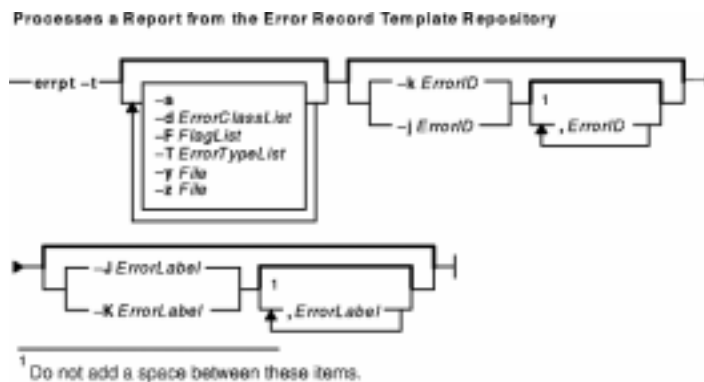 Processes a Report from the Error Record Template Repository
errpt -t
-a
-d ErrorClassList
-F FlagList
-T ErrorTypeList
-y File
-z File
-k ErrorID
-j ErrorID
1
, ErrorID
-J ErrorLabel
-K ErrorLabel
1
, ErrorLabel
1 Do not add a space between these items.